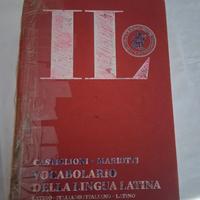 IL
CASTIGLIONI - MARIOTTI
VOCABOLARIO
DELLA LINGUA LATINA
LATINO - ITALIANO ITALIANO - LATINO